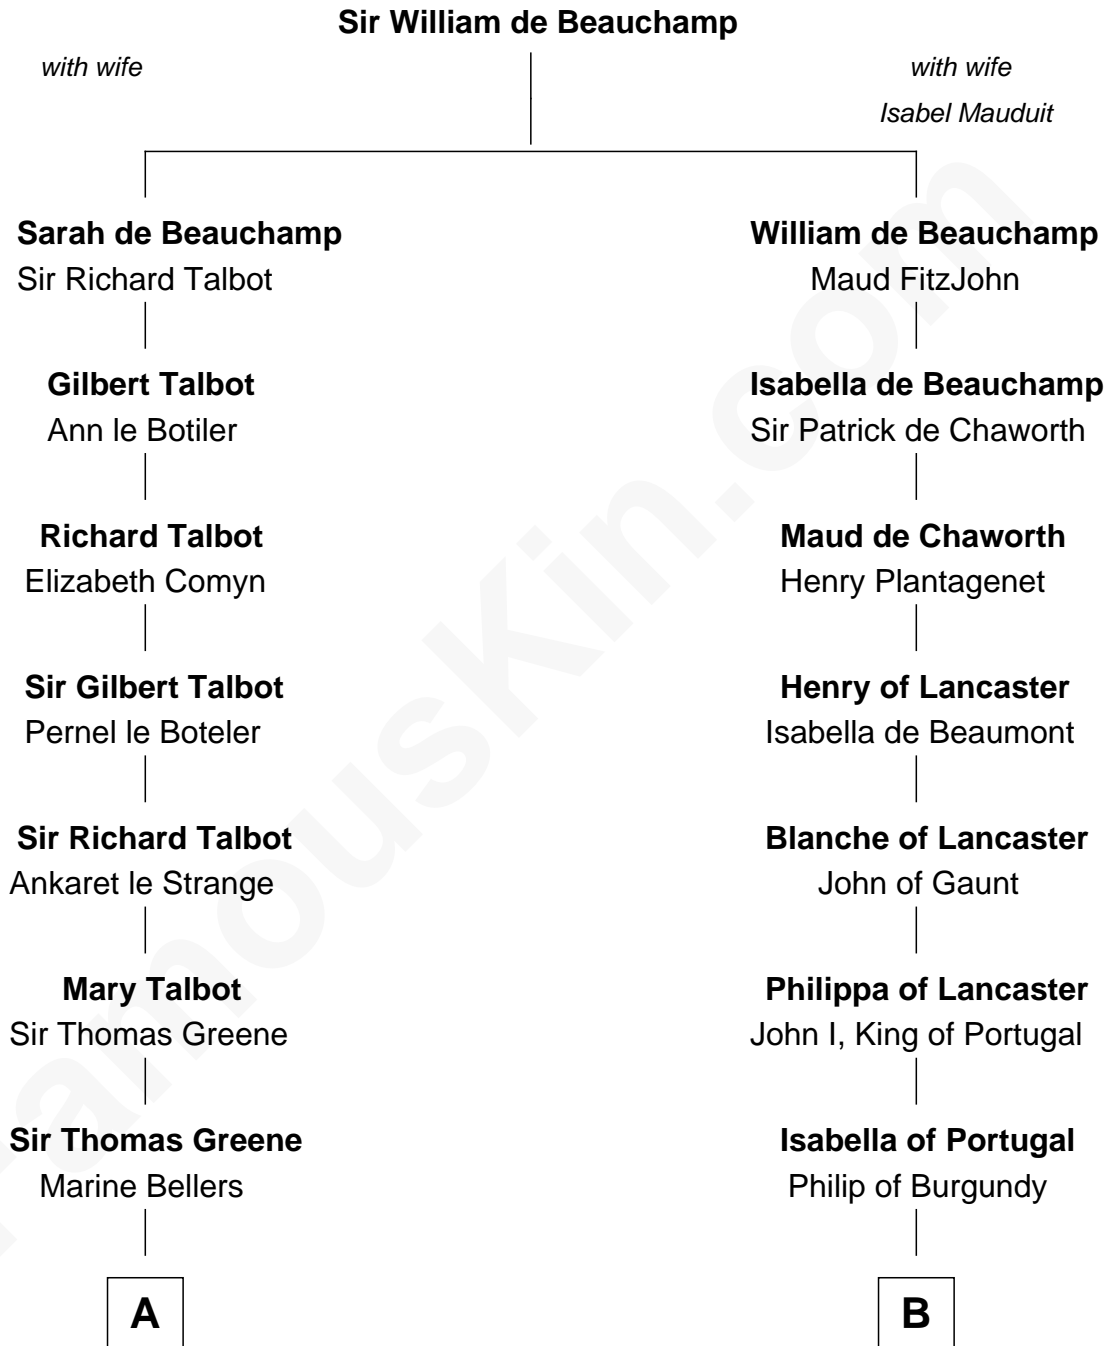 Sir William de Beauchamp
with wife
with wife
Isabel Mauduit
Sarah de Beauchamp
Sir Richard Talbot
William de Beauchamp
Maud FitzJohn
Gilbert Talbot
Ann le Botiler
Isabella de Beauchamp
Sir Patrick de Chaworth
Richard Talbot
Elizabeth Comyn
Maud de Chaworth
Henry Plantagenet
Sir Gilbert Talbot
Pernel le Boteler
Henry of Lancaster
Isabella de Beaumont
Sir Richard Talbot
Ankaret le Strange
Blanche of Lancaster
John of Gaunt
Mary Talbot
Sir Thomas Greene
Philippa of Lancaster
John I, King of Portugal
Sir Thomas Greene
Marine Bellers
Isabella of Portugal
Philip of Burgundy
A
B
FamousKin.com